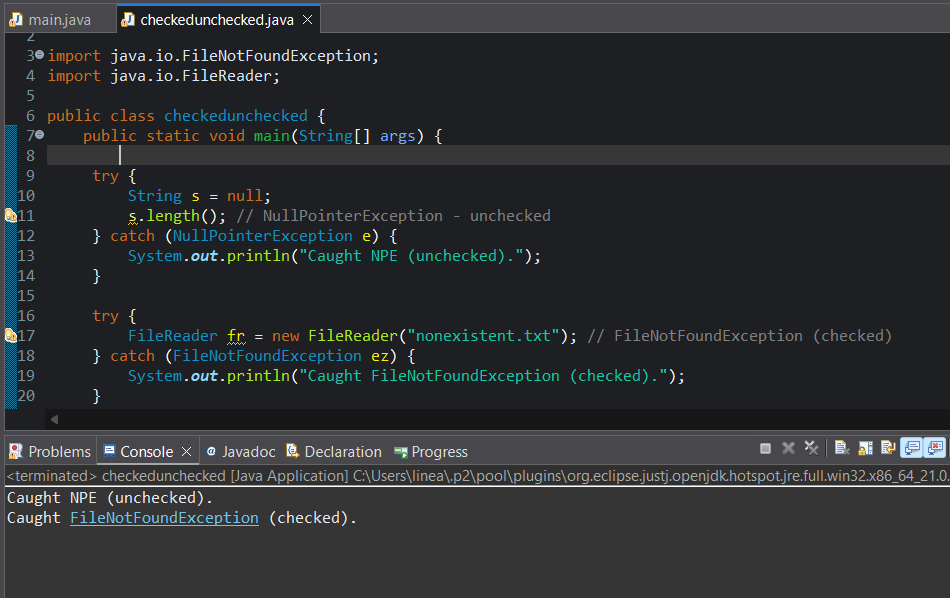 main.java
checkedunchecked.java
2
3 import java.io.FileNotFoundException;
4 import java.io.FileReader;
5
6 public class checkedunchecked {
7 public static void main(String[] args) {
8
9 try {
10 String s = null;
11 s.length(); // NullPointerException - unchecked
12 } catch (NullPointerException e) {
13 System.out.println("Caught NPE (unchecked).");
14 }
15
16 try {
17 FileReader fr = new FileReader("nonexistent.txt"); // FileNotFoundException (checked)
18 } catch (FileNotFoundException ez) {
19 System.out.println("Caught FileNotFoundException (checked).");
20 }
Problems Console @ Javadoc Declaration Progress
<terminated> checkedunchecked [Java Application] C:\Users\linea\.p2\pool\plugins\org.eclipse.justj.openjdk.hotspot.jre.full.win32.x86_64_21.0.
Caught NPE (unchecked).
Caught FileNotFoundException (checked).